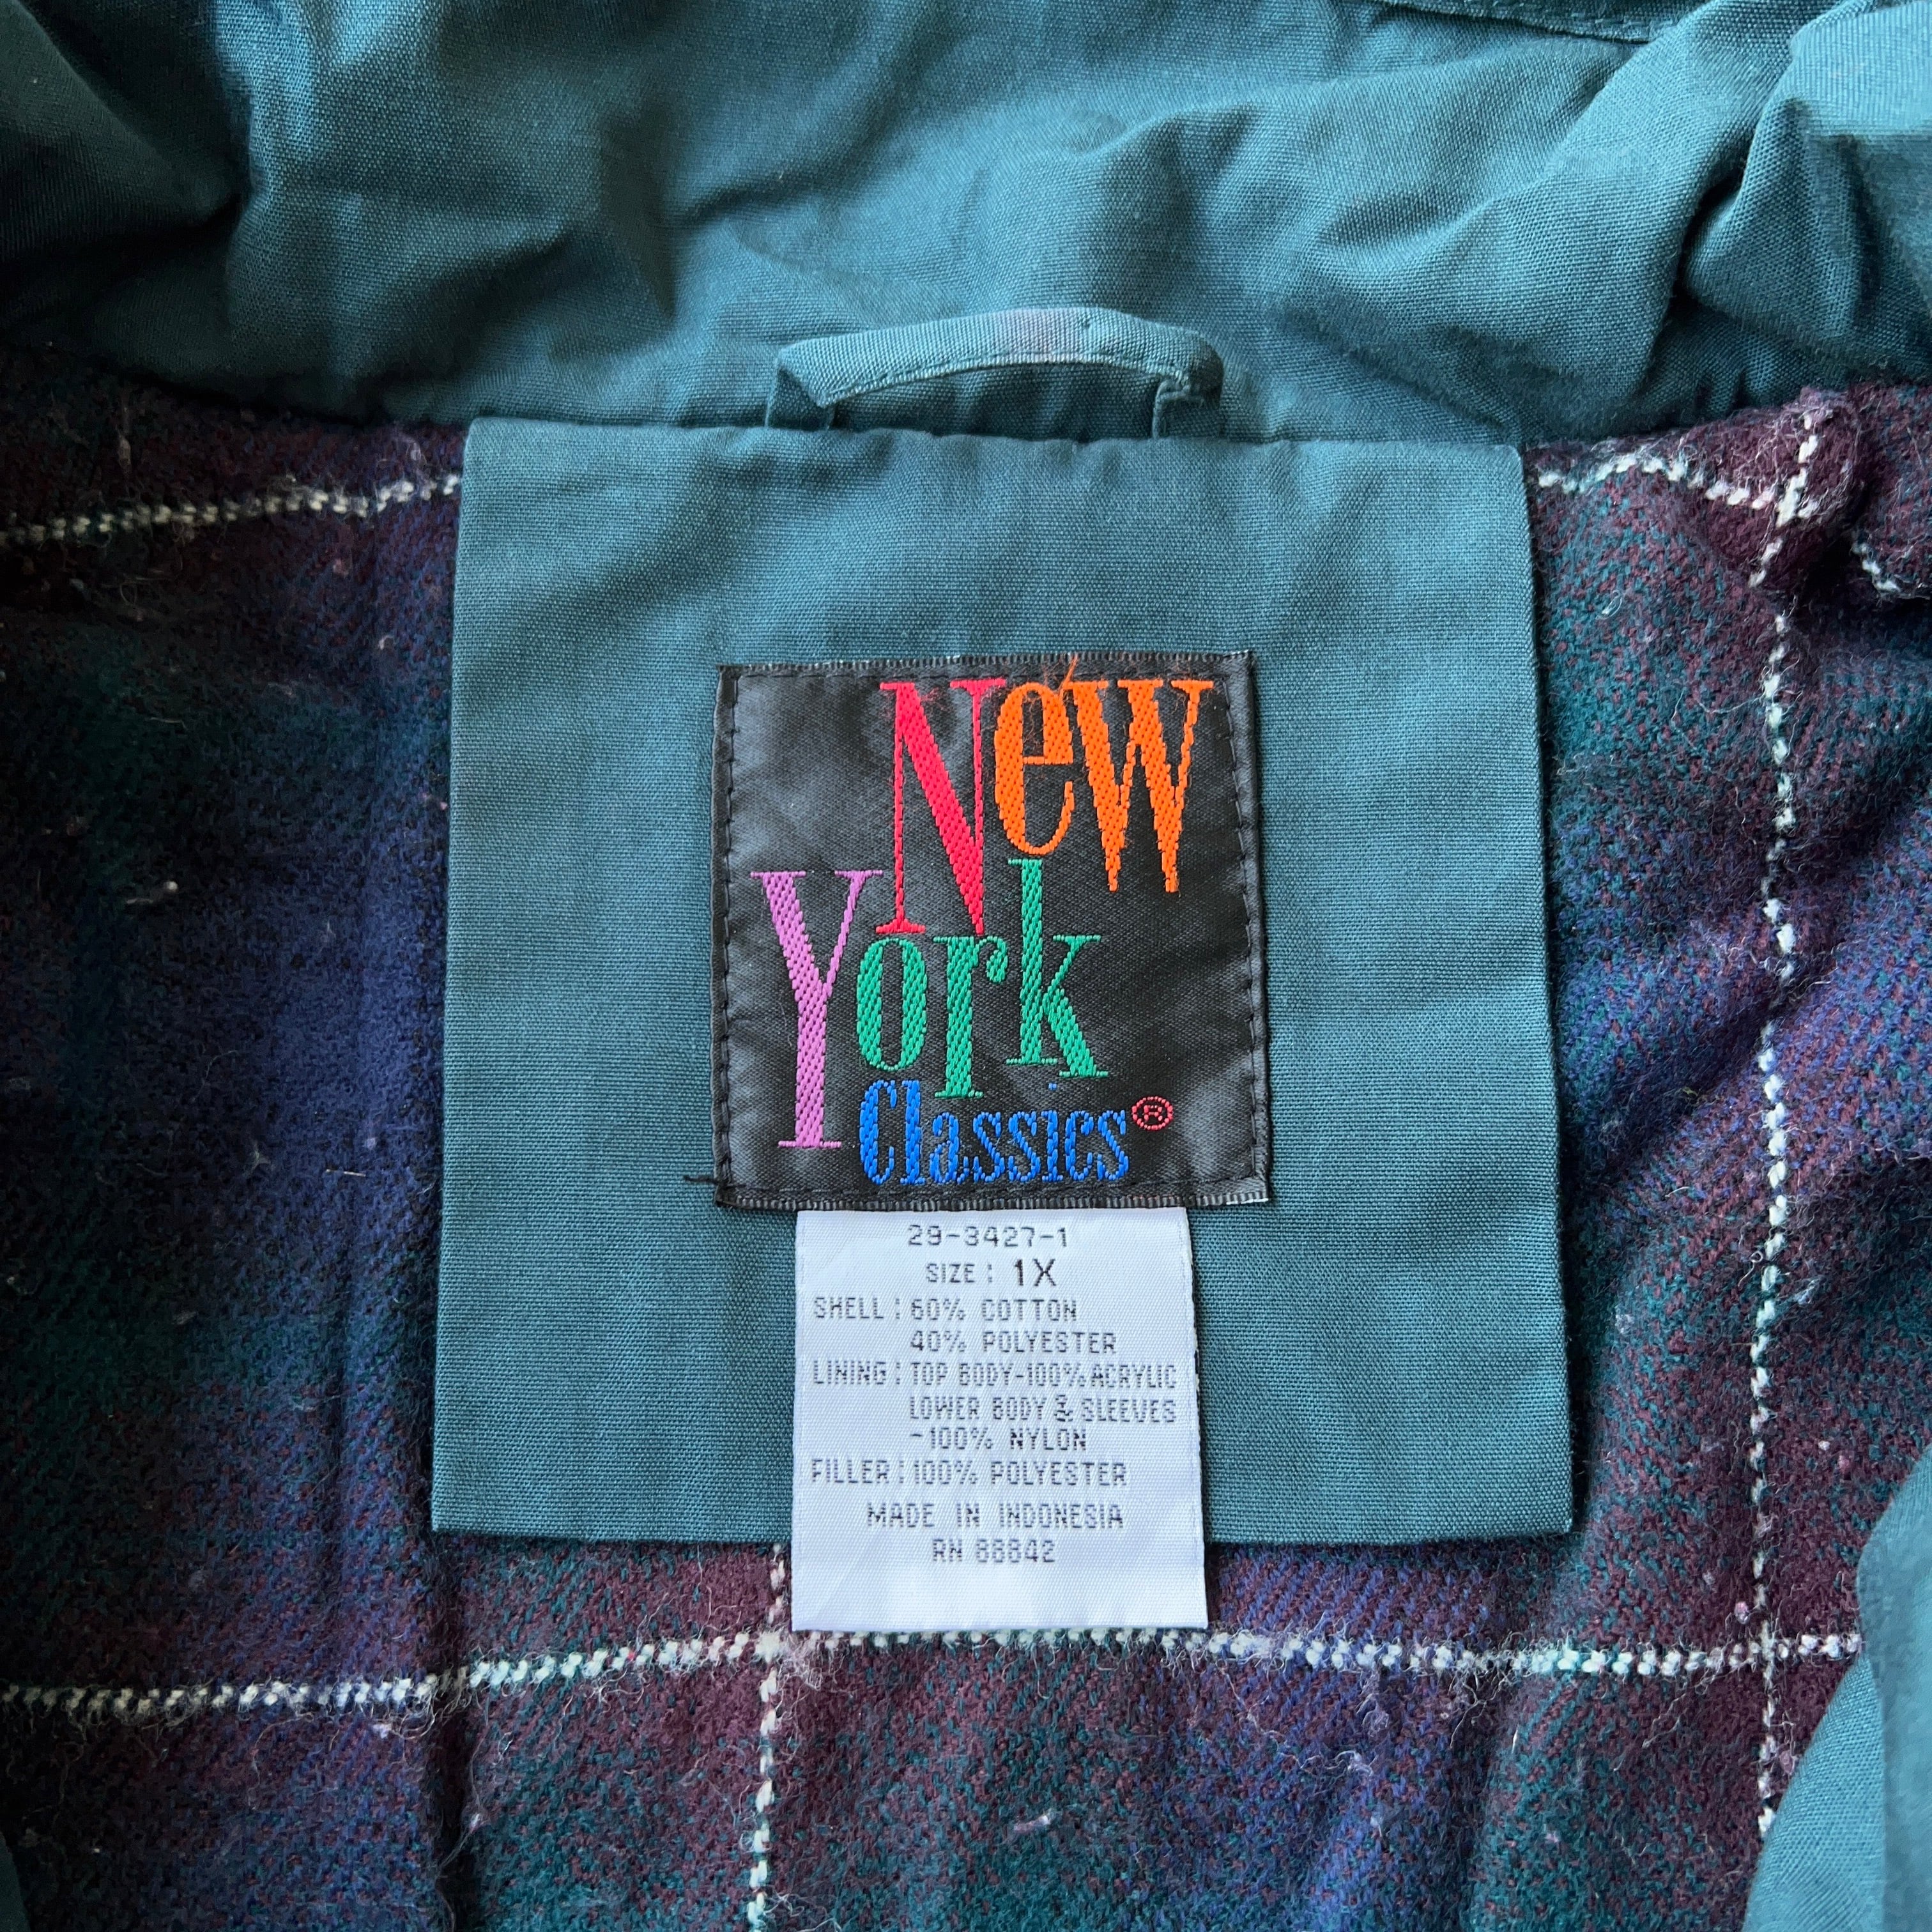 New
York
Classics®
29-3427-1
SIZE: 1X
SHELL: 60% COTTON
40% POLYESTER
LINING: TOP BODY-100% ACRYLIC
LOWER BODY & SLEEVES
-100% NYLON
FILLER: 100% POLYESTER
MADE IN INDONESIA
RN 88842